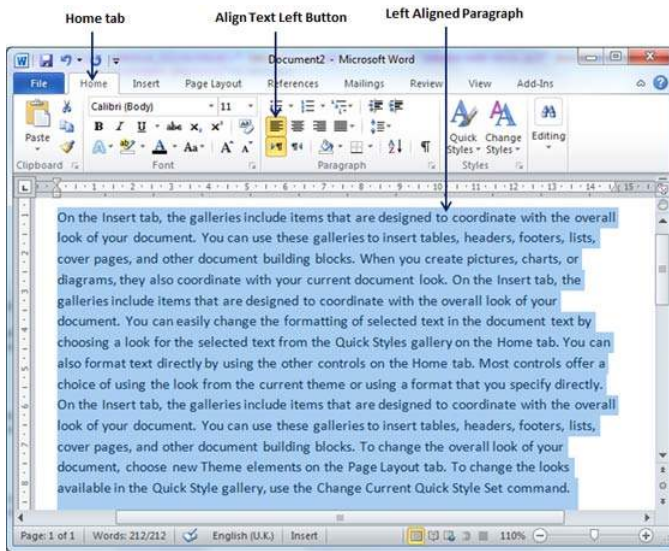 Home tab
Align Text Left Button
Left Aligned Paragraph
Document2 - Microsoft Word
File Home Insert Page Layout References Mailings Review View Add-Ins
Calibri (Body) 11
Paste
B I U abc x, x²
A A Aa A A
Quick Styles
Change Styles
Editing
Clipboard Font Paragraph Styles
On the Insert tab, the galleries include items that are designed to coordinate with the overall
look of your document. You can use these galleries to insert tables, headers, footers, lists,
cover pages, and other document building blocks. When you create pictures, charts, or
diagrams, they also coordinate with your current document look. On the Insert tab, the
galleries include items that are designed to coordinate with the overall look of your
document. You can easily change the formatting of selected text in the document text by
choosing a look for the selected text from the Quick Styles gallery on the Home tab. You can
also format text directly by using the other controls on the Home tab. Most controls offer a
choice of using the look from the current theme or using a format that you specify directly.
On the Insert tab, the galleries include items that are designed to coordinate with the overall
look of your document. You can use these galleries to insert tables, headers, footers, lists,
cover pages, and other document building blocks. To change the overall look of your
document, choose new Theme elements on the Page Layout tab. To change the looks
available in the Quick Style gallery, use the Change Current Quick Style Set command.
Page: 1 of 1 Words: 212/212 English (U.K.) Insert 110%